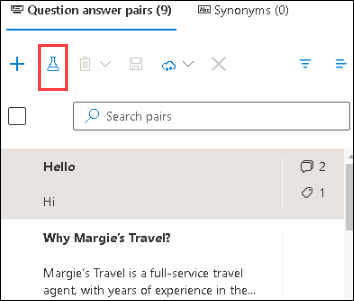 Question answer pairs (9)
Abc Synonyms (0)
Search pairs
Hello
2
Hi
1
Why Margie's Travel?
Margie's Travel is a full-service travel
agent, with years of experience in the...